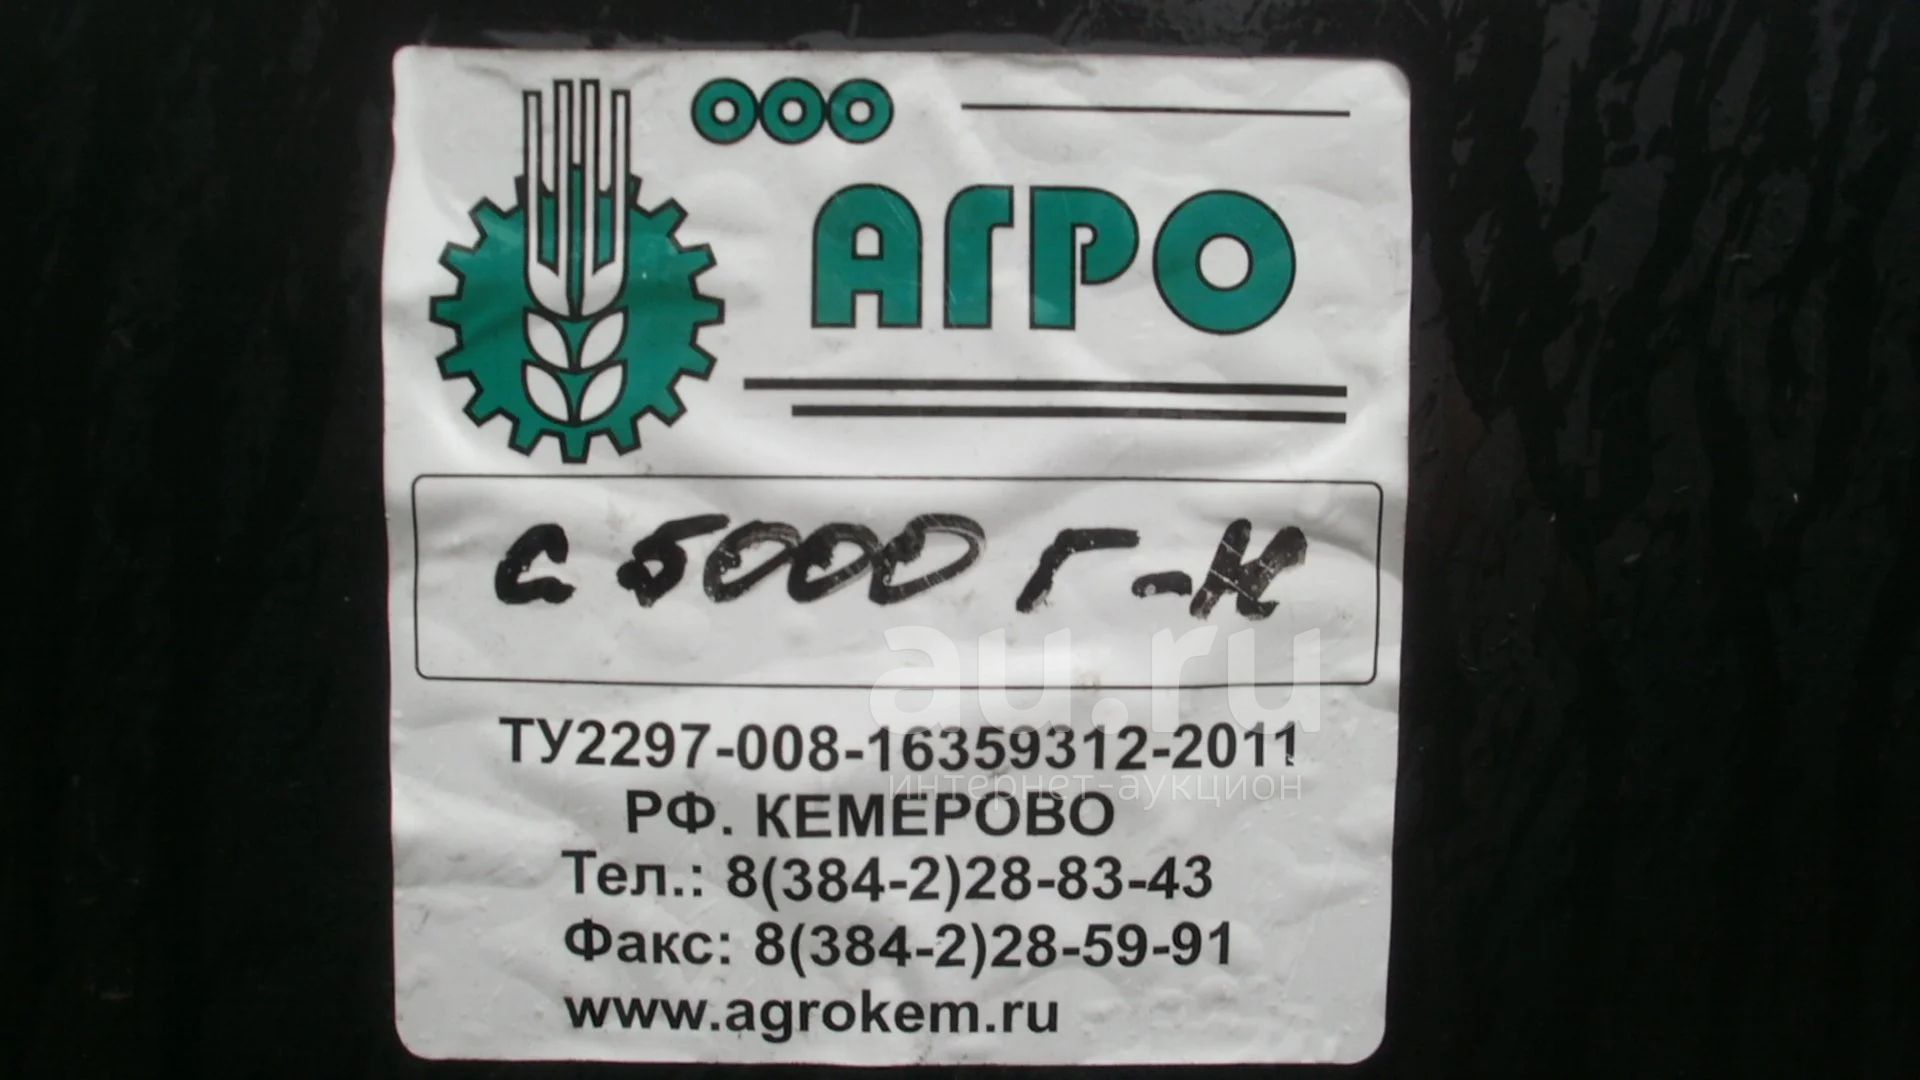 ООО
АГРО
С 5000 Г-К
au.ru
интернет-аукцион
ТУ2297-008-16359312-2011
РФ. КЕМЕРОВО
Тел.: 8(384-2)28-83-43
Факс: 8(384-2)28-59-91
www.agrokem.ru